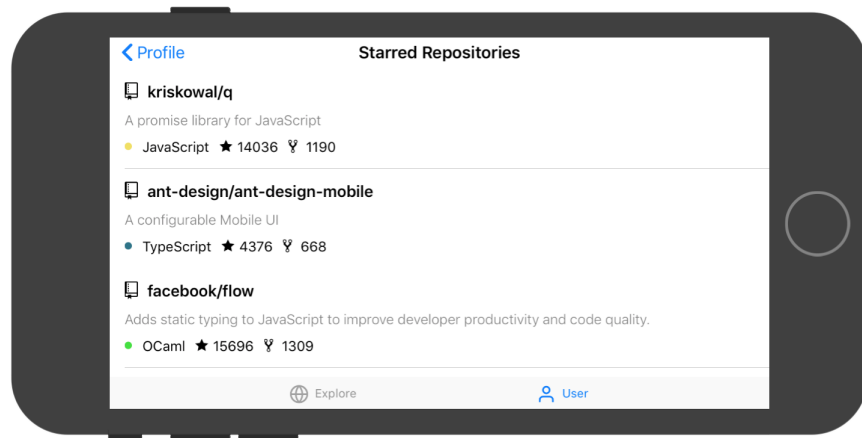 Profile
Starred Repositories
kriskowal/q
A promise library for JavaScript
JavaScript 14036 1190
ant-design/ant-design-mobile
A configurable Mobile UI
TypeScript 4376 668
facebook/flow
Adds static typing to JavaScript to improve developer productivity and code quality.
OCaml 15696 1309
Explore
User